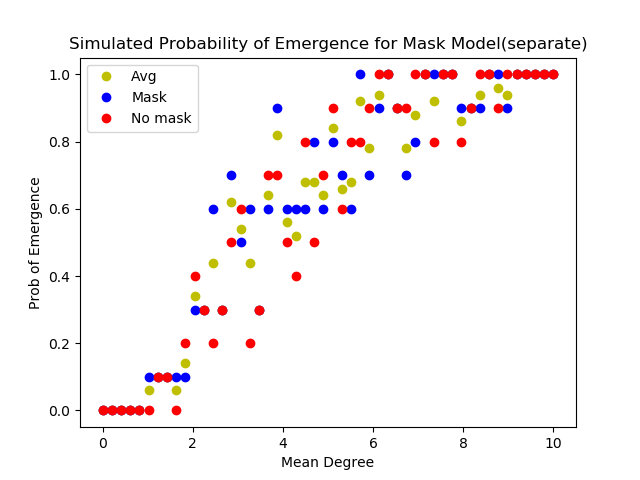 Simulated Probability of Emergence for Mask Model(separate)
1.0
0.8
0.6
0.4
0.2
0.0
Prob of Emergence
Avg
Mask
No mask
0 2 4 6 8 10
Mean Degree